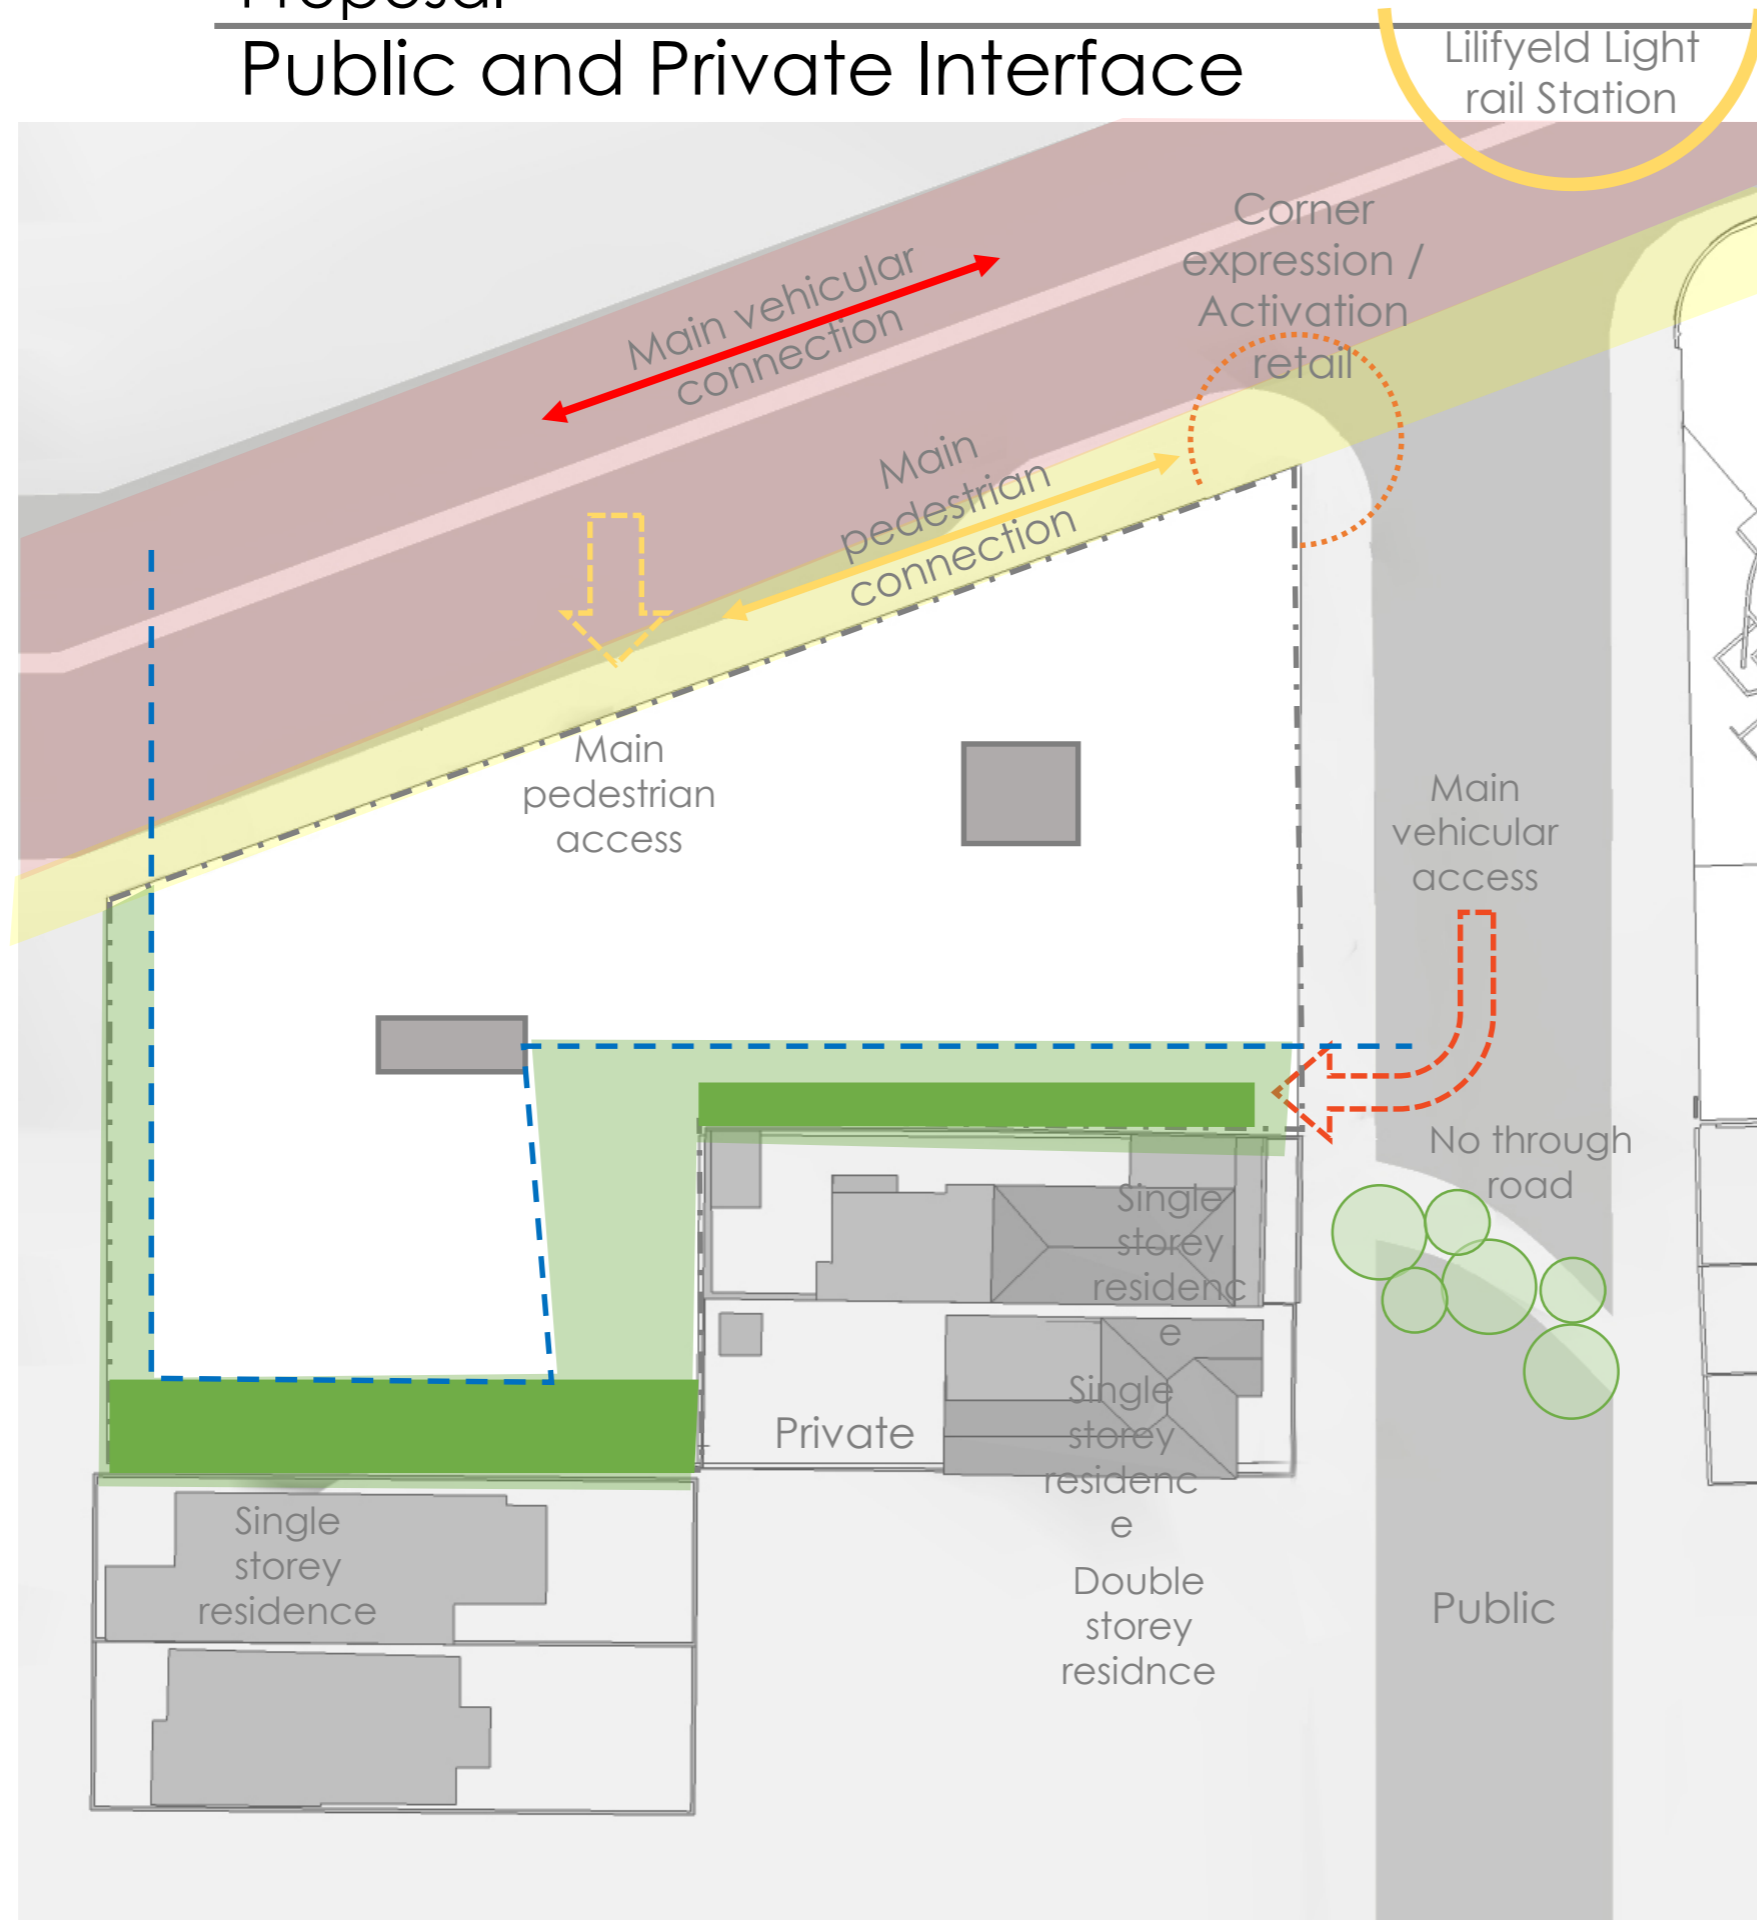 Proposal
Public and Private Interface
Lilifyeld Light
rail Station
Corner
expression /
Activation
retail
Main vehicular
connection
Main
pedestrian
connection
Main
pedestrian
access
Main
vehicular
access
No through
road
Single
storey
residenc
e
Single
storey
residenc
e
Private
Double
storey
residnce
Single
storey
residence
Public